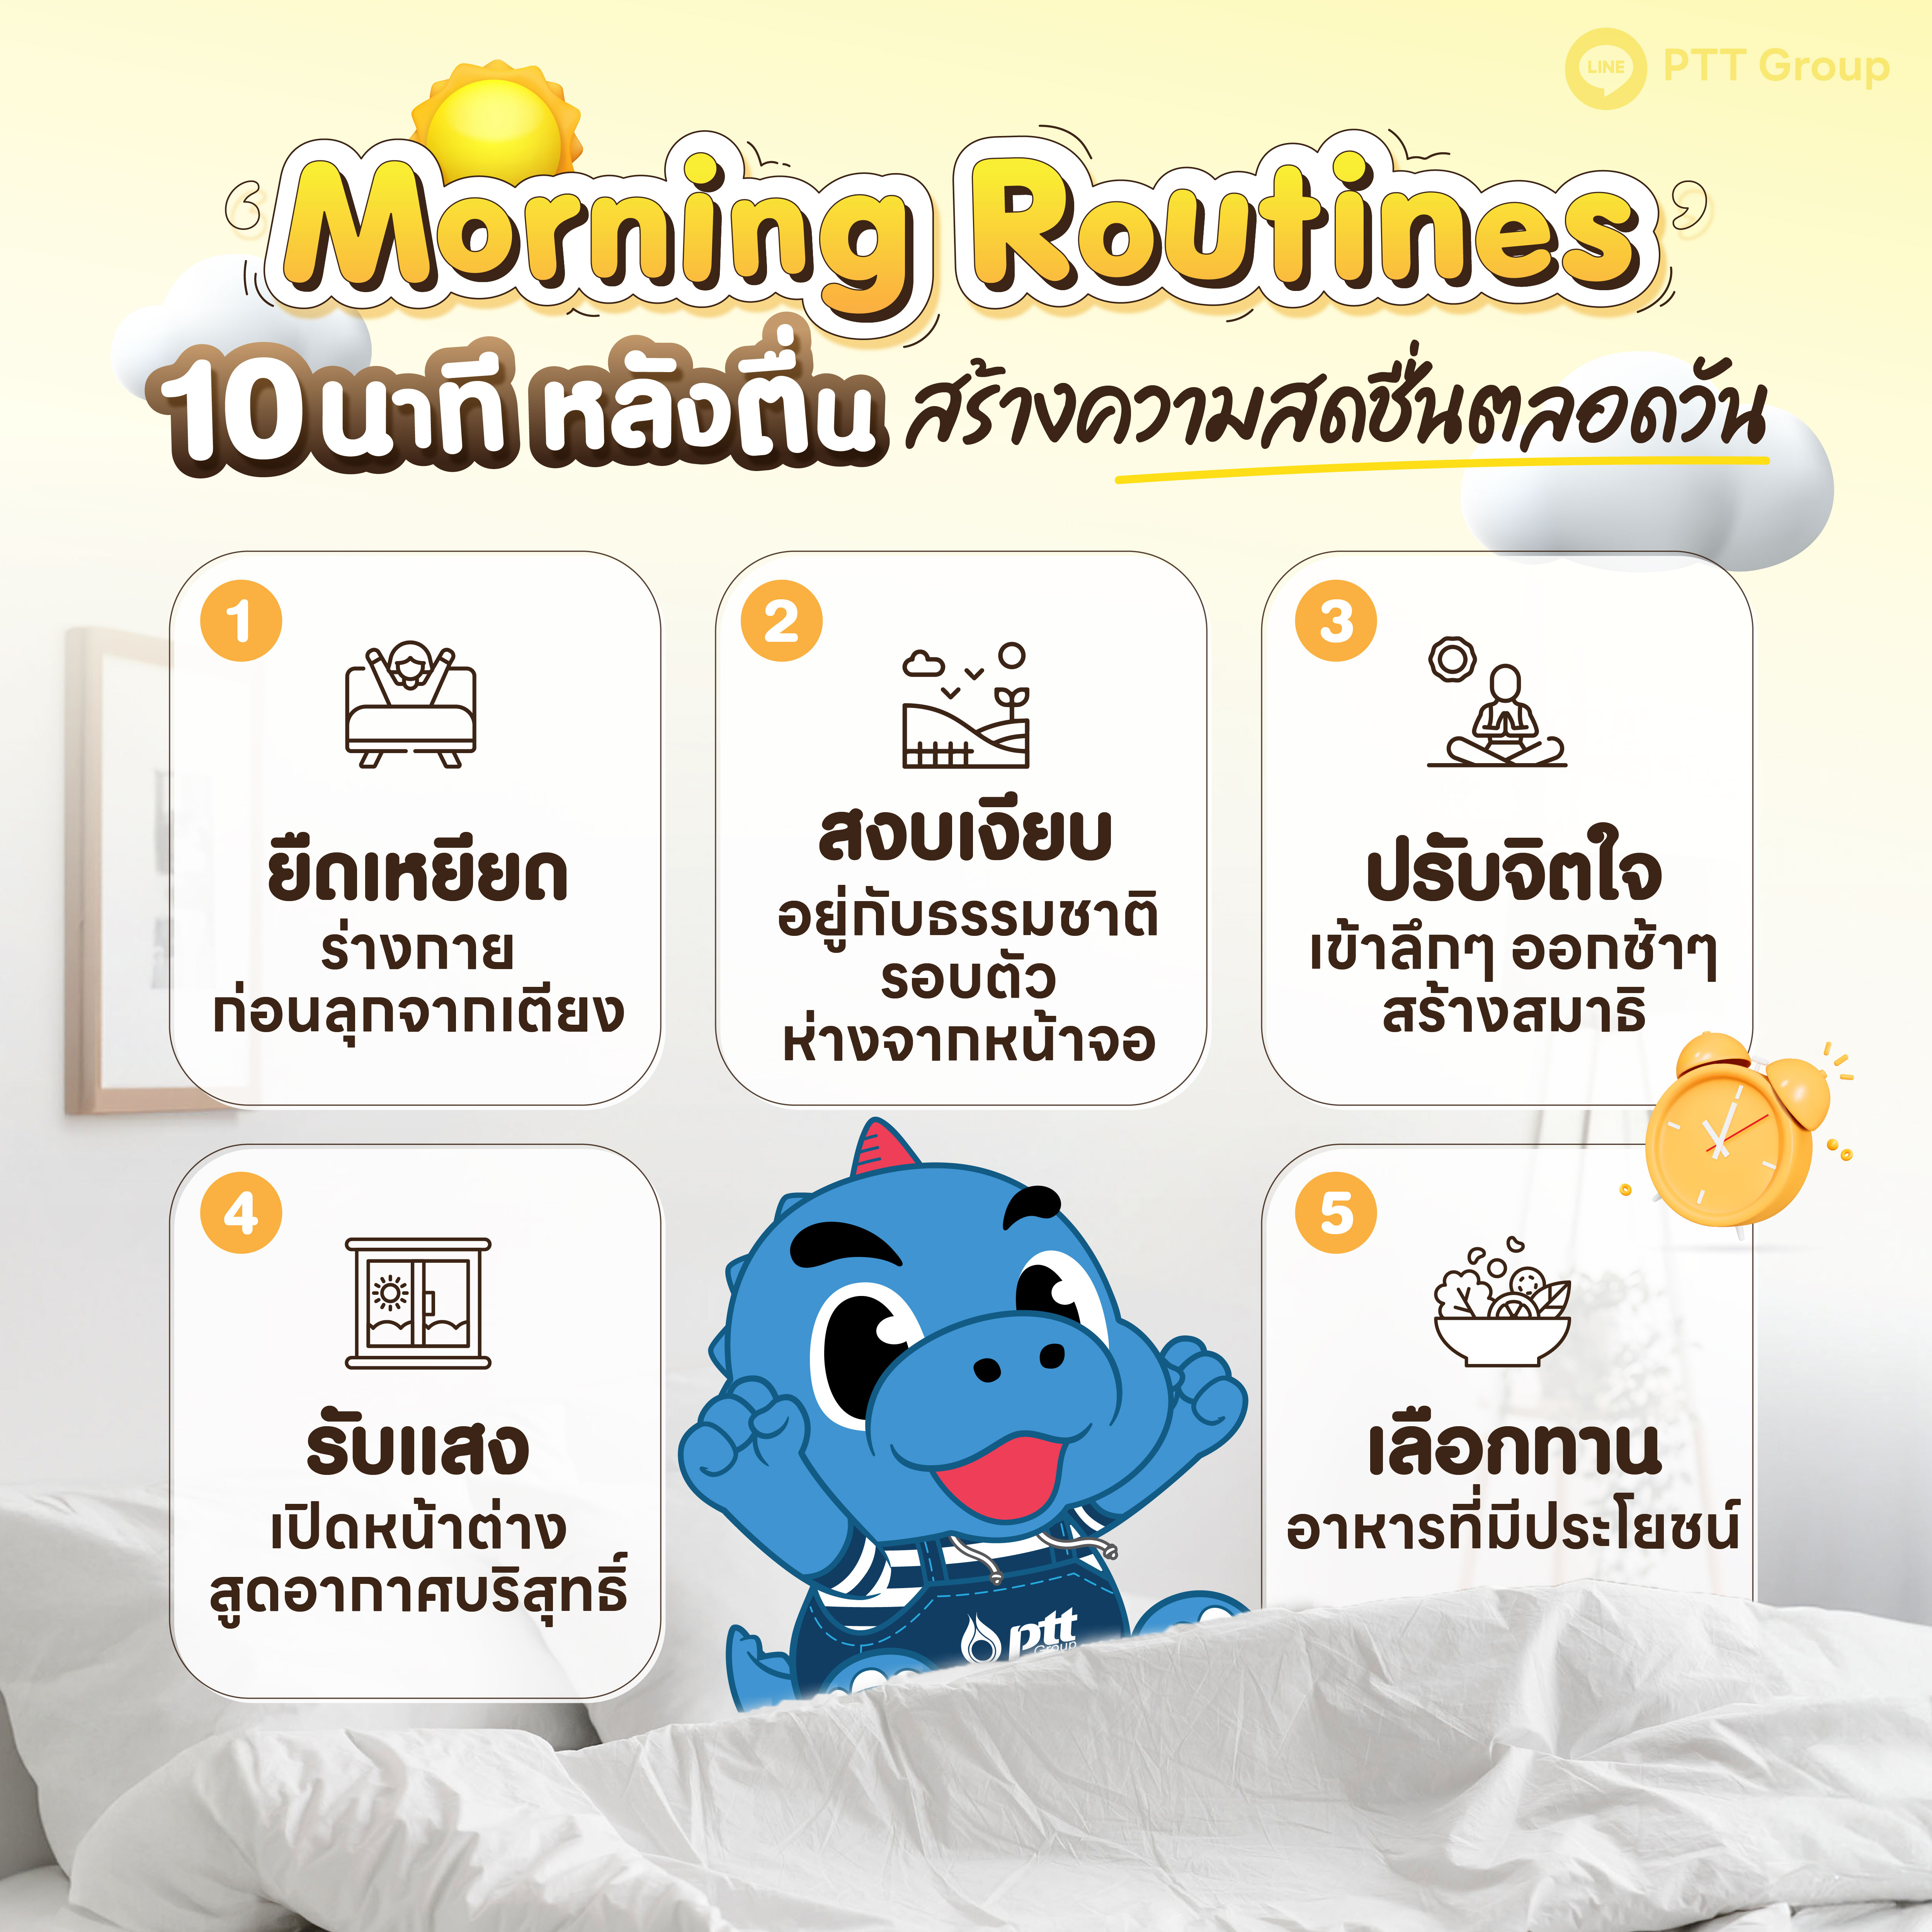 LINE PTT Group
‘Morning Routines’
10 นาที หลังตื่น สร้างความสดชื่นตลอดวัน
1
ยืดเหยียด
ร่างกาย
ก่อนลุกจากเตียง
2
สงบเงียบ
อยู่กับธรรมชาติ
รอบตัว
ห่างจากหน้าจอ
3
ปรับจิตใจ
เข้าลึกๆ ออกช้าๆ
สร้างสมาธิ
4
รับแสง
เปิดหน้าต่าง
สูดอากาศบริสุทธิ์
5
เลือกทาน
อาหารที่มีประโยชน์
ptt
Group